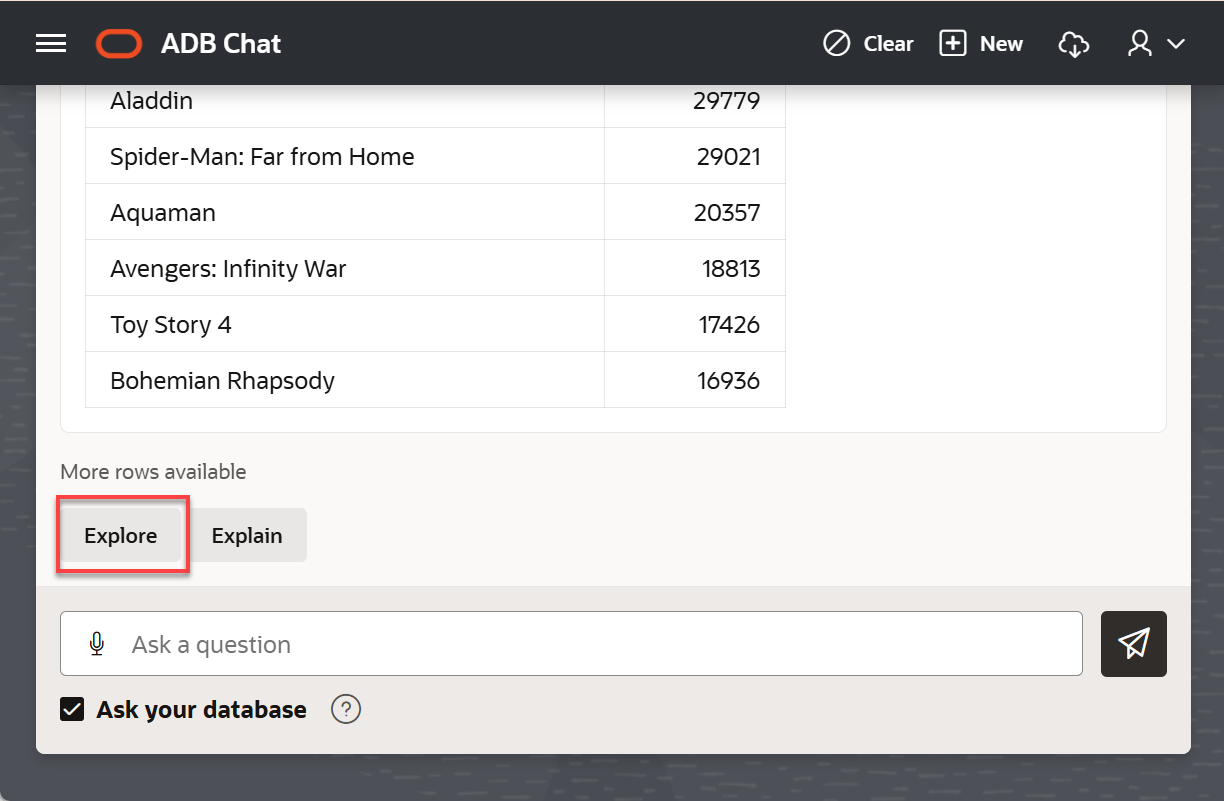 ADB Chat Clear New
Aladdin 29779
Spider-Man: Far from Home 29021
Aquaman 20357
Avengers: Infinity War 18813
Toy Story 4 17426
Bohemian Rhapsody 16936
More rows available
Explore Explain
Ask a question
Ask your database ?